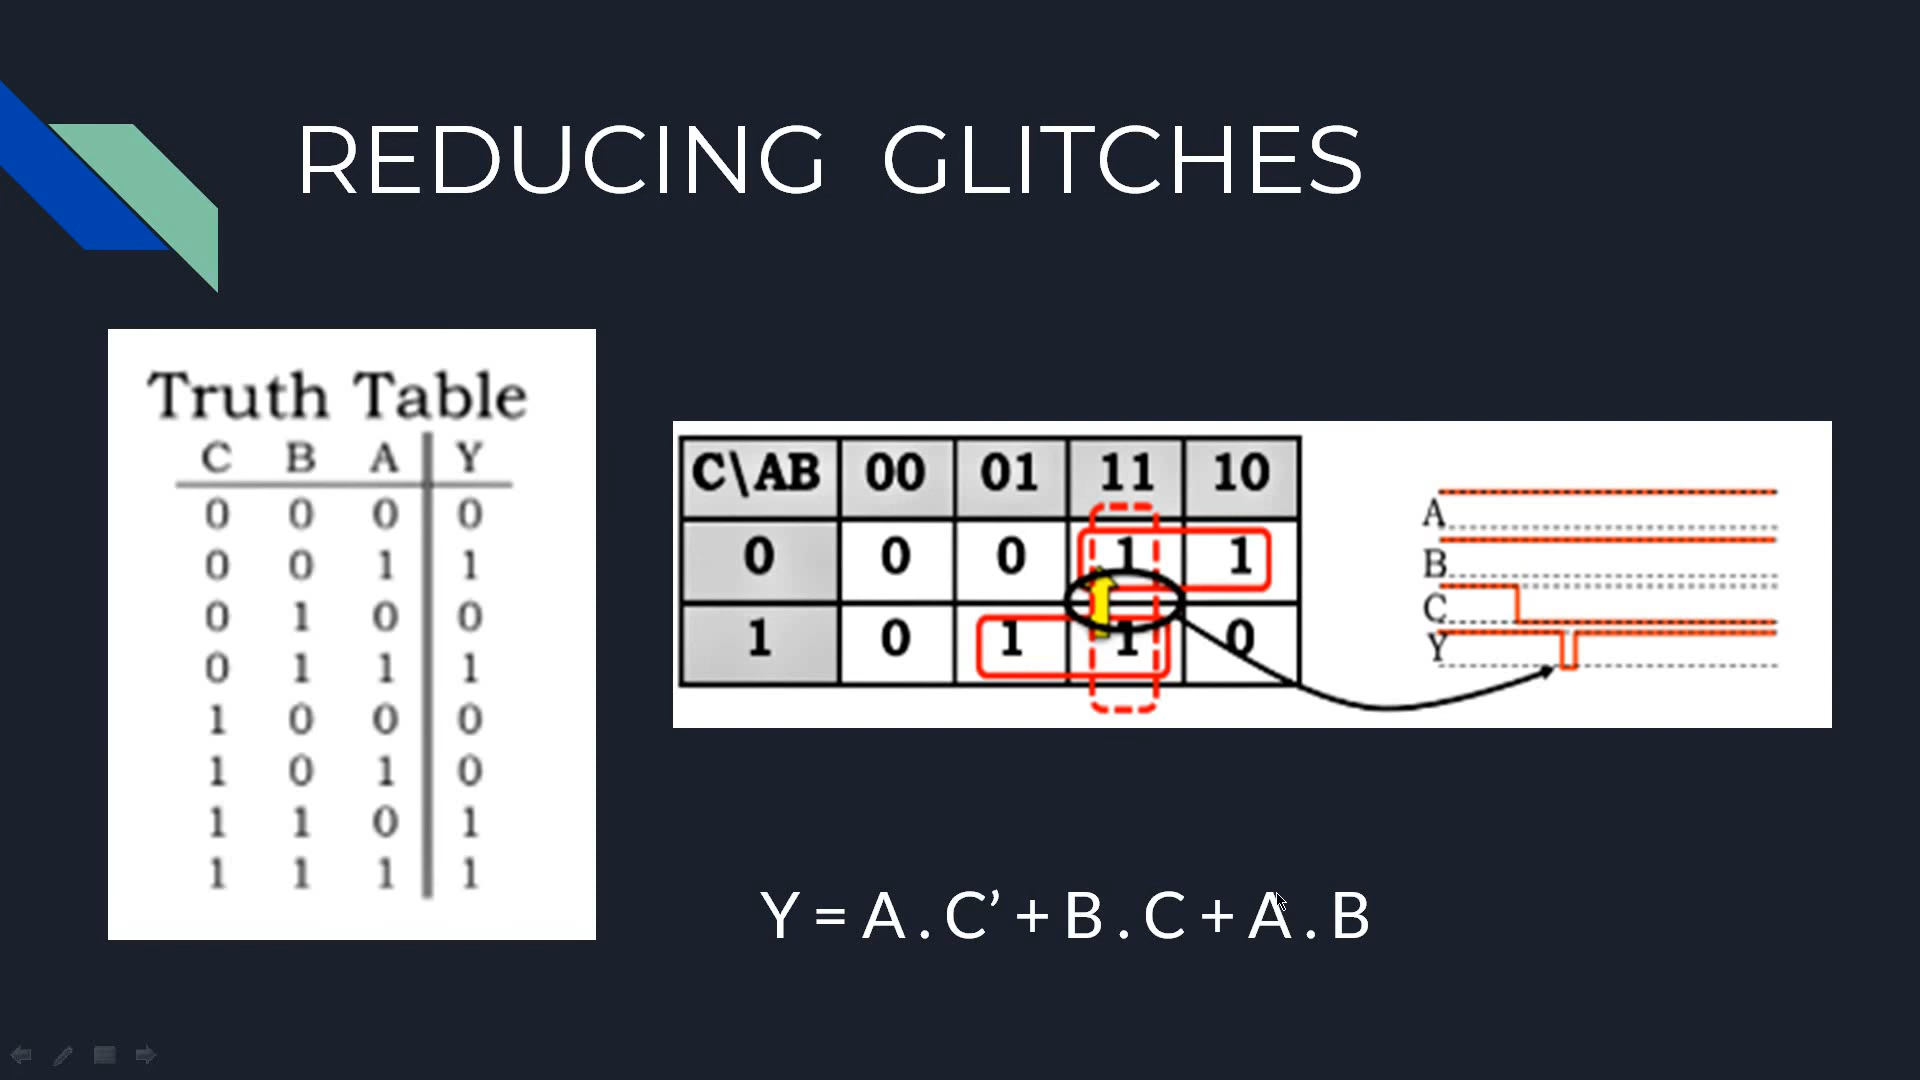 REDUCING GLITCHES
Truth Table
C B A Y
0 0 0 0
0 0 1 1
0 1 0 0
0 1 1 1
1 0 0 0
1 0 1 0
1 1 0 1
1 1 1 1
C\AB 00 01 11 10
0 0 0 1 1
1 0 1 1 0
A
B
C
Y
Y = A . C’ + B . C + A . B